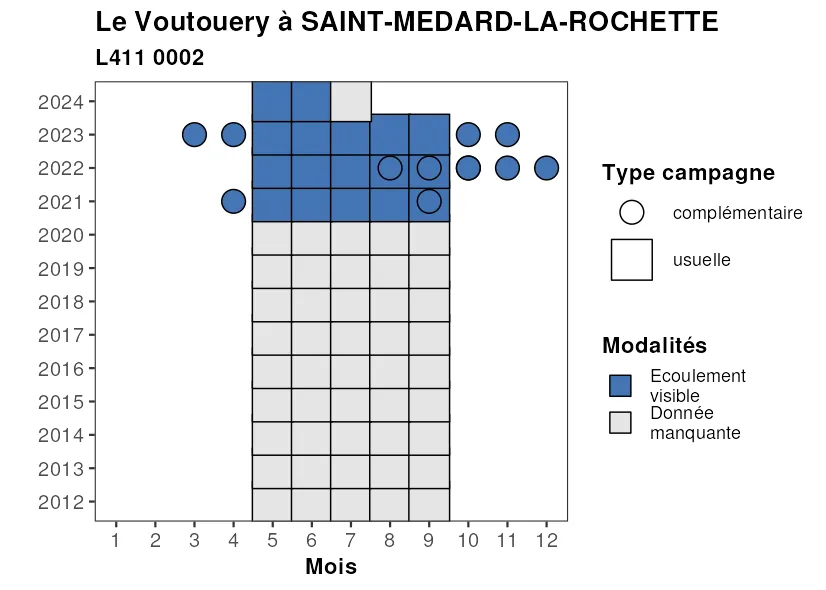 Le Voutouery à SAINT-MEDARD-LA-ROCHETTE
L411 0002
2024
2023
2022
2021
2020
2019
2018
2017
2016
2015
2014
2013
2012
1 2 3 4 5 6 7 8 9 10 11 12
Mois
Type campagne
complémentaire
usuelle
Modalités
Ecoulement
visible
Donnée
manquante